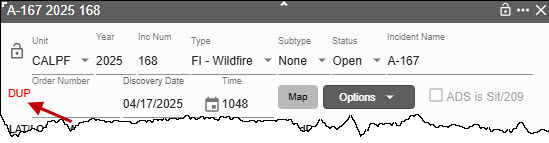 A-167 2025 168
Unit Year Inc Num Type Subtype Status Incident Name
CALPF 2025 168 FI - Wildfire None Open A-167
Order Number Discovery Date Time
DUP 04/17/2025 1048 Map Options ADS is Sit/209